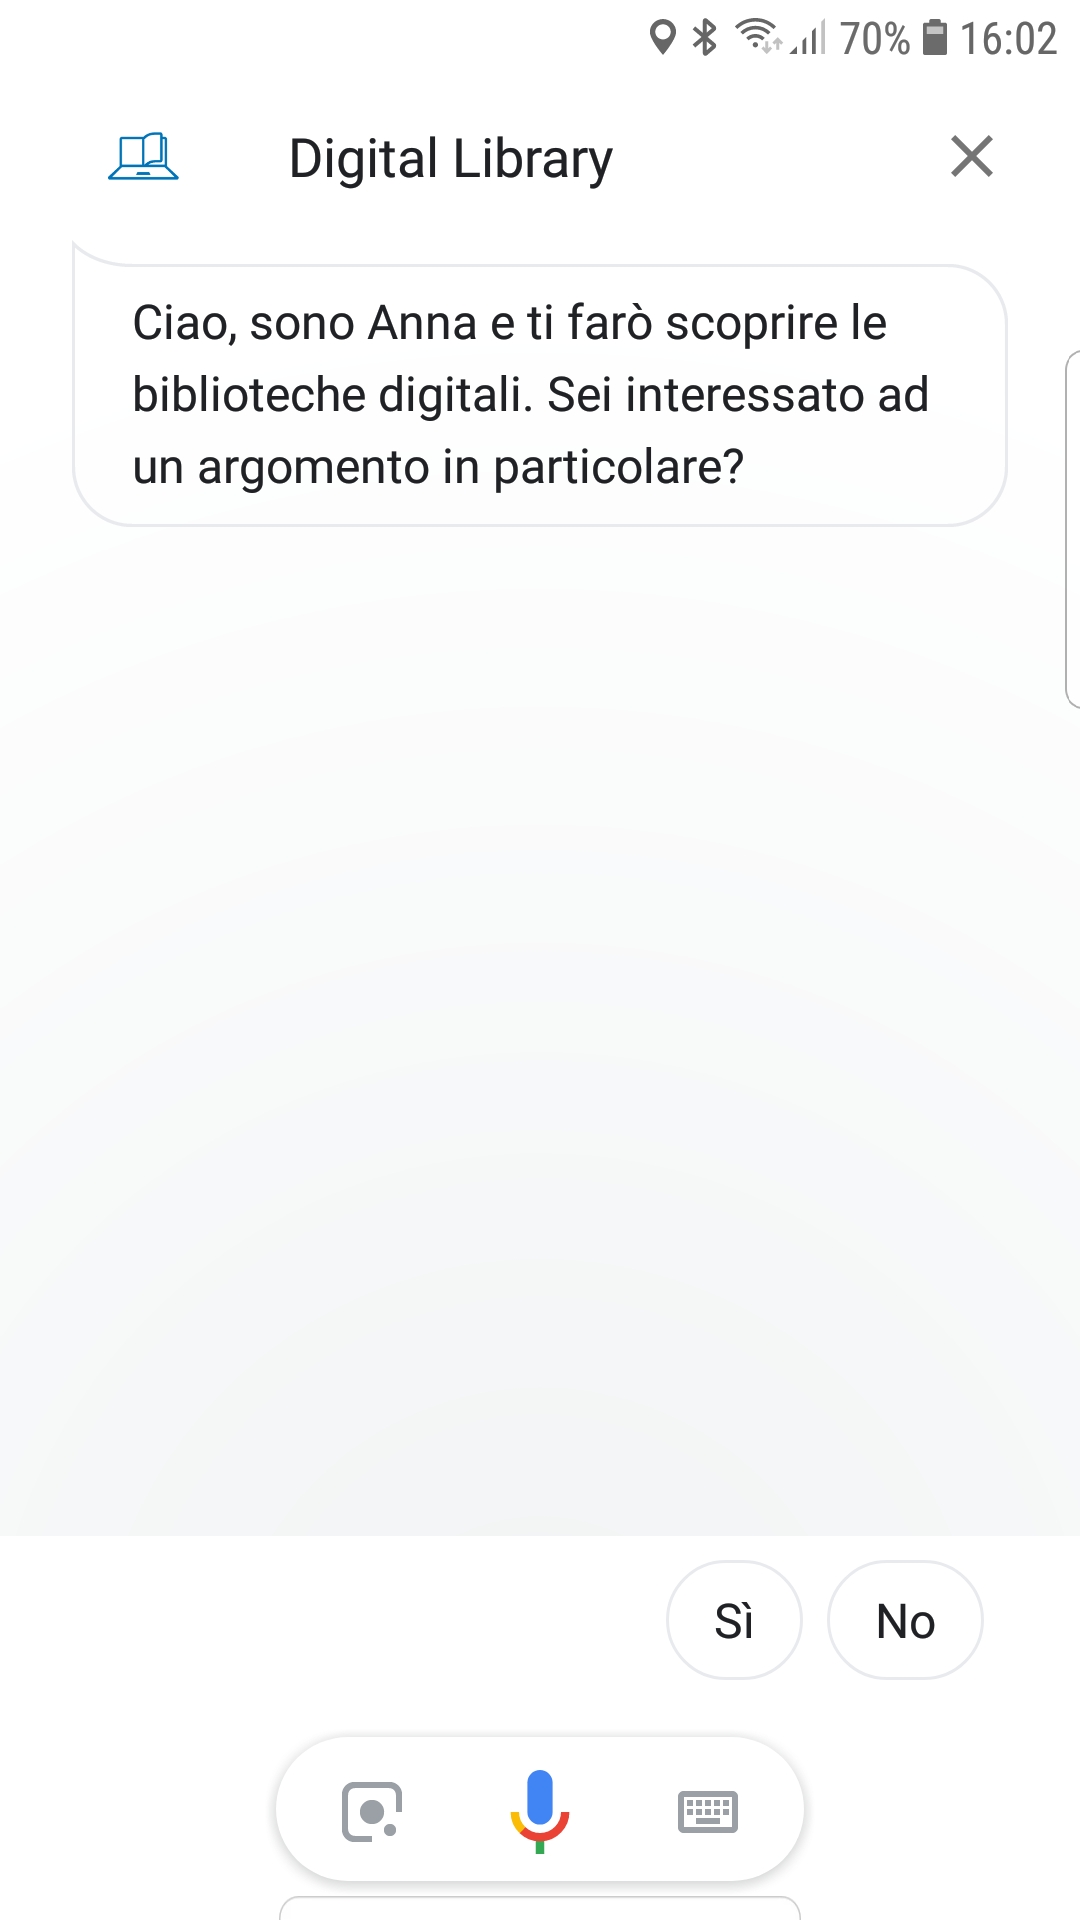 70% 16:02
Digital Library
Ciao, sono Anna e ti farò scoprire le
biblioteche digitali. Sei interessato ad
un argomento in particolare?
Sì No